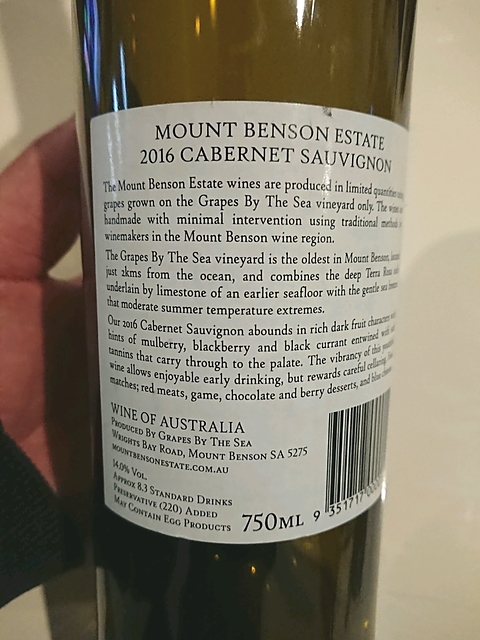 MOUNT BENSON ESTATE
2016 CABERNET SAUVIGNON
The Mount Benson Estate wines are produced in limited quantities
grapes grown on the Grapes By The Sea vineyard only. The wines
handmade with minimal intervention using traditional methods
winemakers in the Mount Benson wine region.
The Grapes By The Sea vineyard is the oldest in Mount Benson,
just 2kms from the ocean, and combines the deep Terra Rosa
underlain by limestone of an earlier seafloor with the gentle sea
that moderate summer temperature extremes.
Our 2016 Cabernet Sauvignon abounds in rich dark fruit characters
hints of mulberry, blackberry and black currant entwined with
tannins that carry through to the palate. The vibrancy of this
wine allows enjoyable early drinking, but rewards careful cellaring.
matches; red meats, game, chocolate and berry desserts, and blue
WINE OF AUSTRALIA
PRODUCED BY GRAPES BY THE SEA
WRIGHTS BAY ROAD, MOUNT BENSON SA 5275
MOUNTBENSONESTATE.COM.AU
14.0% VOL.
APPROX 8.3 STANDARD DRINKS
PRESERVATIVE (220) ADDED
MAY CONTAIN EGG PRODUCTS
750ML
9 351717